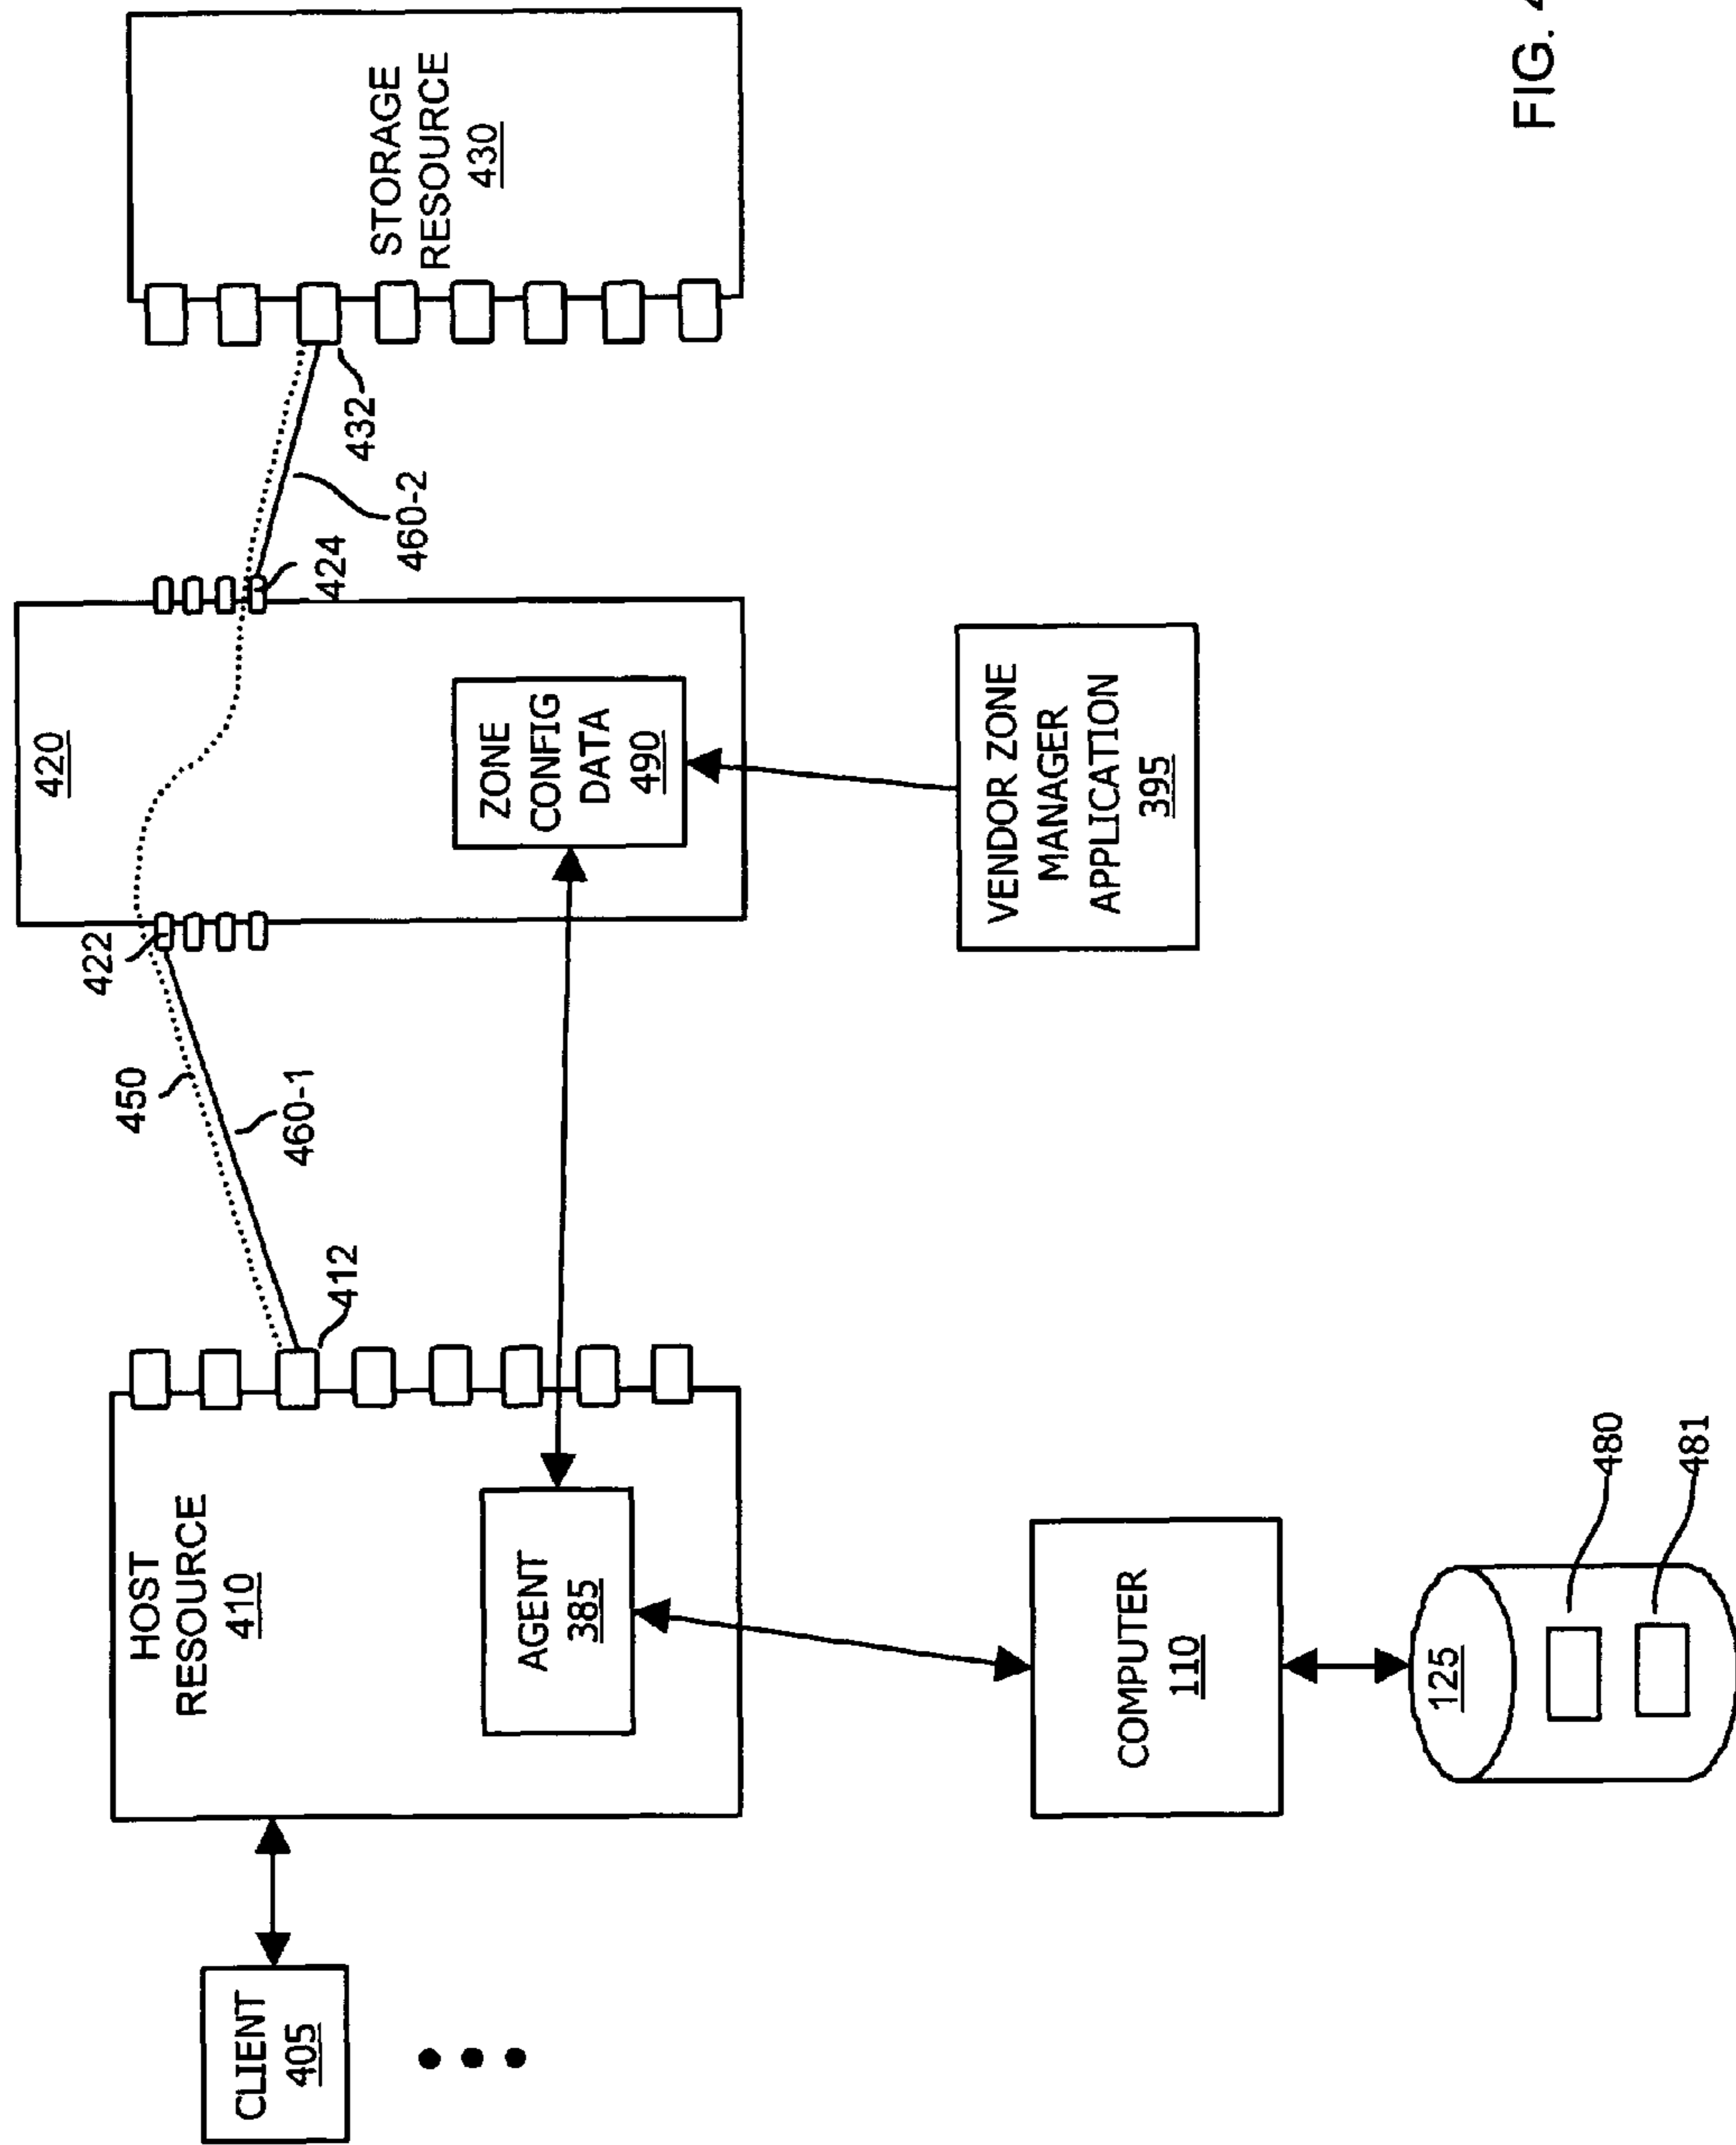 CLIENT
405
HOST
RESOURCE
410
AGENT
385
412
450
460-1
422
420
ZONE
CONFIG
DATA
490
424
460-2
432
STORAGE
RESOURCE
430
COMPUTER
110
125
480
481
VENDOR ZONE
MANAGER
APPLICATION
395
FIG. 4